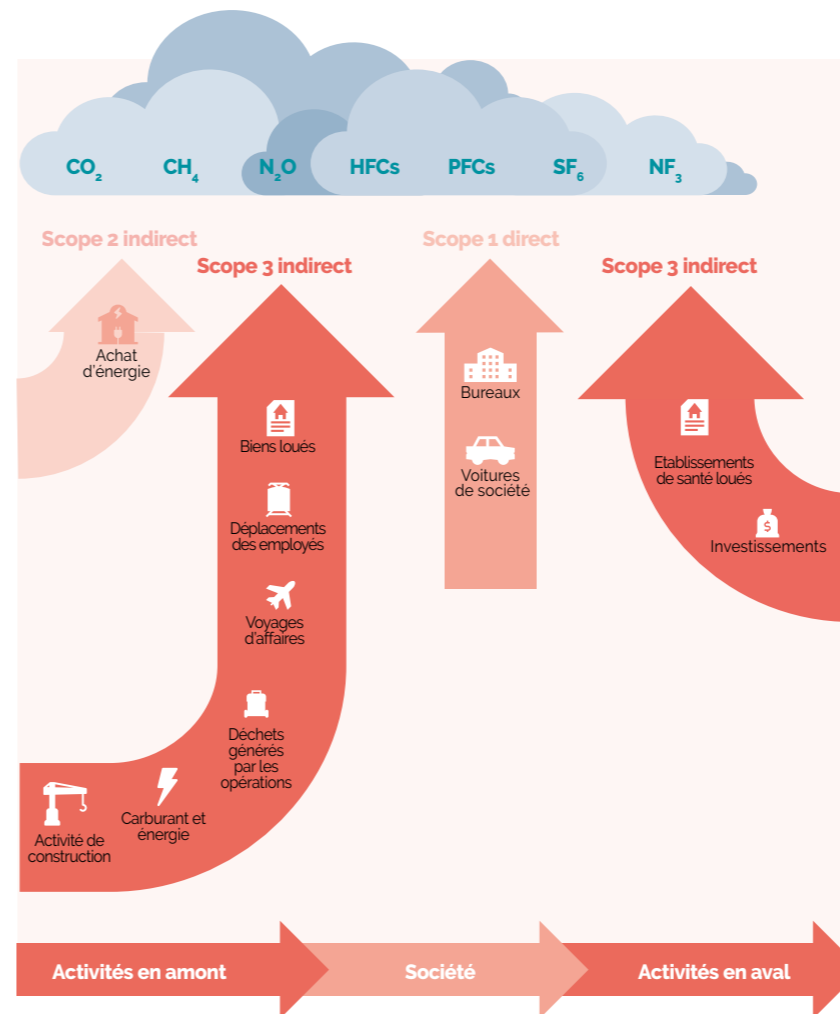 CO₂ CH₄ N₂O HFCs PFCs SF₆ NF₃
Scope 2 indirect
Scope 3 indirect
Scope 1 direct
Scope 3 indirect
Achat
d'énergie
Biens loués
Déplacements
des employés
Voyages
d'affaires
Déchets
générés
par les
opérations
Carburant et
énergie
Activité de
construction
Bureaux
Voitures
de société
Etablissements
de santé loués
$
Investissements
Activités en amont
Société
Activités en aval